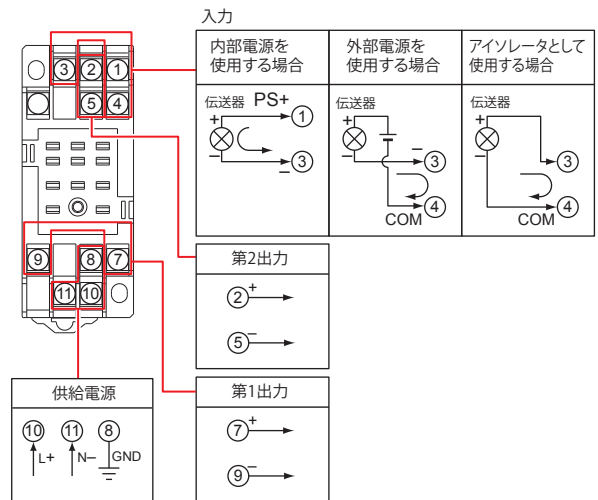 入力
内部電源を
使用する場合
外部電源を
使用する場合
アイソレータとして
使用する場合
伝送器 PS+
+
−
①
③
−
伝送器
+
−
−
③
④
COM
伝送器
+
−
③
④
COM
③ ② ①
⑤ ④
⑨ ⑧ ⑦
⑪ ⑩
第2出力
②+
⑤−
供給電源
⑩ ⑪ ⑧
L+ N− GND
第1出力
⑦+
⑨−